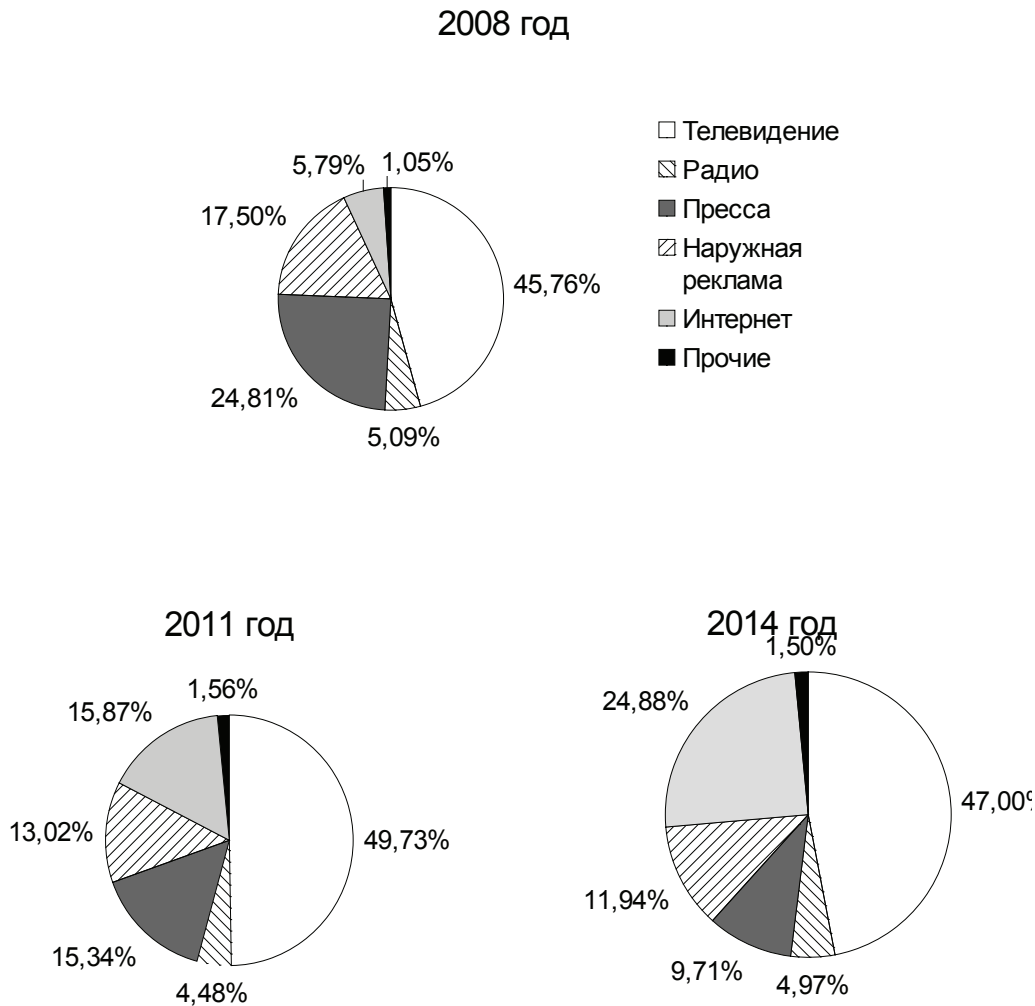 2008 год
5,79%
1,05%
17,50%
45,76%
24,81%
5,09%
Телевидение
Радио
Пресса
Наружная
реклама
Интернет
Прочие
2011 год
1,56%
15,87%
13,02%
49,73%
15,34%
4,48%
2014 год
1,50%
24,88%
47,00%
11,94%
9,71%
4,97%